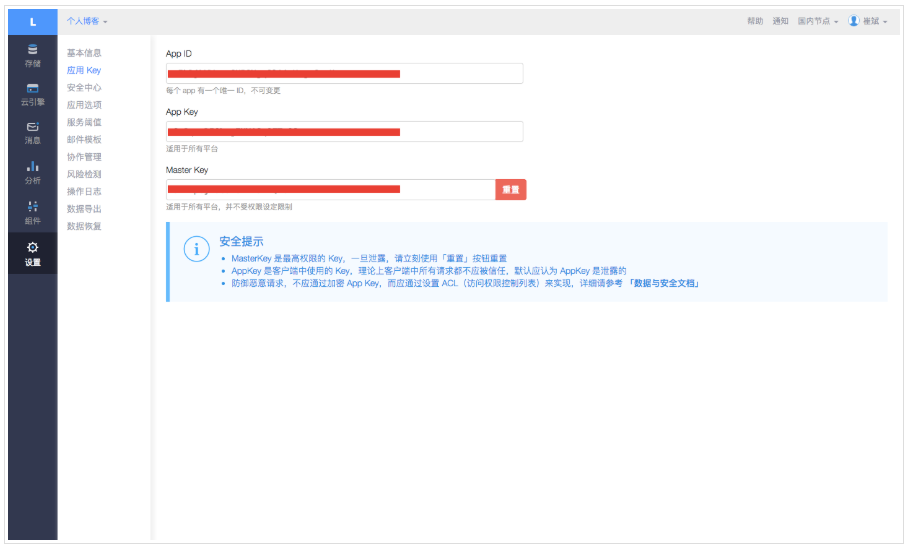 L
个人博客
帮助 通知 国内节点 崔斌
存储
云引擎
消息
分析
组件
设置
基本信息
应用 Key
安全中心
应用选项
服务阈值
邮件模板
协作管理
风险检测
操作日志
数据导出
数据恢复
App ID
每个 app 有一个唯一 ID，不可变更
App Key
适用于所有平台
Master Key
重置
适用于所有平台，并不受权限设定限制
安全提示
MasterKey 是最高权限的 Key，一旦泄露，请立刻使用「重置」按钮重置
AppKey 是客户端中使用的 Key，理论上客户端中所有请求都不应被信任，默认应认为 AppKey 是泄露的
防御恶意请求，不应通过加密 App Key，而应通过设置 ACL（访问权限控制列表）来实现，详细请参考「数据与安全文档」